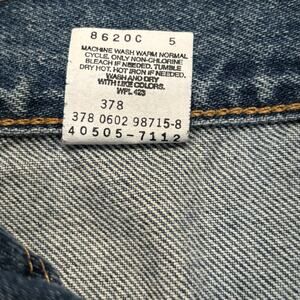 8620C 5
MACHINE WASH WARM NORMAL
CYCLE, ONLY NON-CHLORINE
BLEACH IF NEEDED. TUMBLE
DRY HOT. HOT IRON IF NEEDED.
WASH AND DRY
WITH LIKE COLORS.
WPL 423
378
378 0602 98715-8
40505-7112